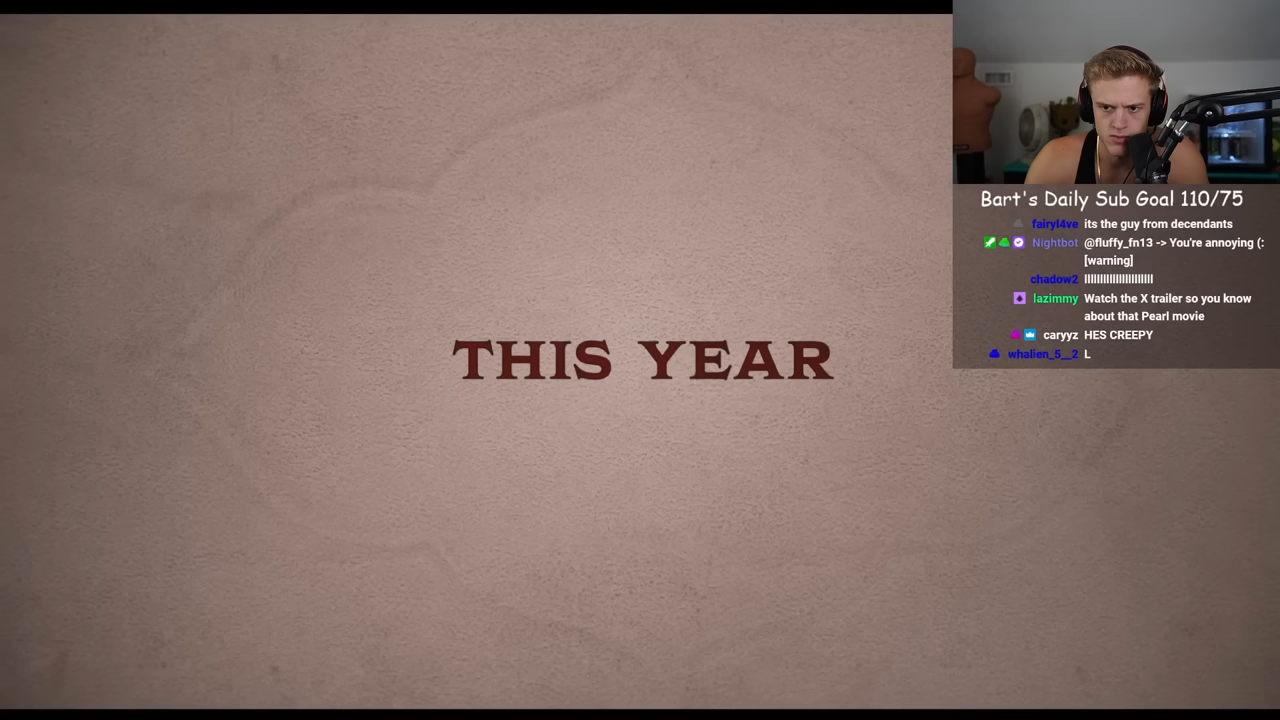 THIS YEAR
Bart's Daily Sub Goal 110/75
fairyl4ve its the guy from decendants
Nightbot @fluffy_fn13 -> You're annoying (:
[warning]
chadow2 llllllllllllllllllllll
lazimmy Watch the X trailer so you know
about that Pearl movie
caryyz HES CREEPY
whalien_5__2 L